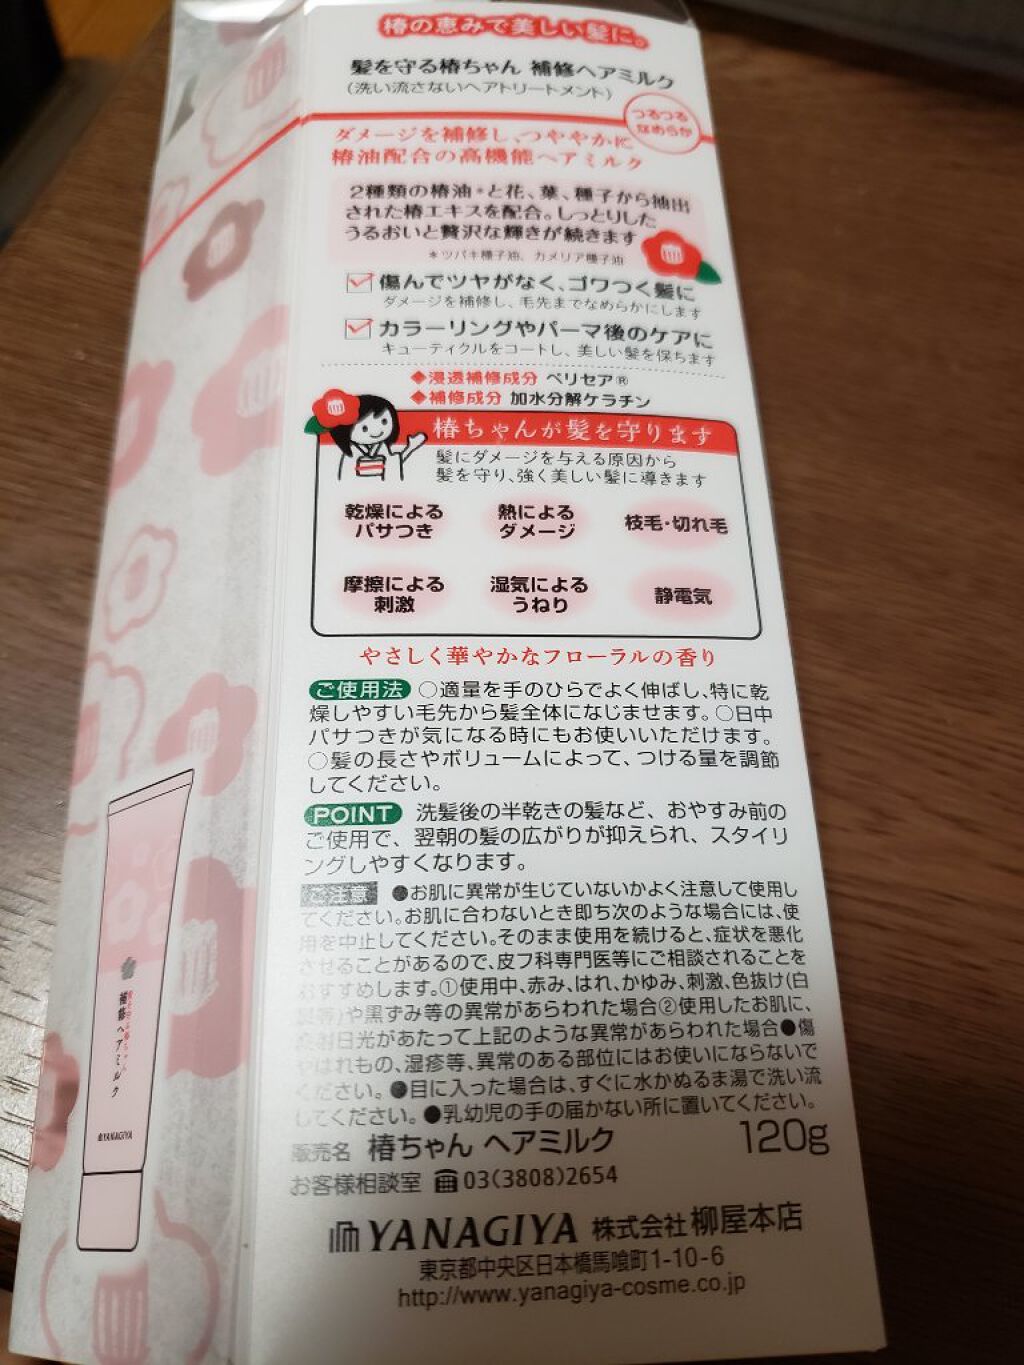 椿の恵みで美しい髪に。
髪を守る椿ちゃん 補修ヘアミルク
(洗い流さないヘアトリートメント)
つるつる
なめらか
ダメージを補修し、つややかに
椿油配合の高機能ヘアミルク
2種類の椿油*と花、葉、種子から抽出
された椿エキスを配合。しっとりした
うるおいと贅沢な輝きが続きます
*ツバキ種子油、カメリア種子油
傷んでツヤがなく、ゴワつく髪に
ダメージを補修し、毛先までなめらかにします
カラーリングやパーマ後のケアに
キューティクルをコートし、美しい髪を保ちます
◆浸透補修成分 ペリセア®
◆補修成分 加水分解ケラチン
椿ちゃんが髪を守ります
髪にダメージを与える原因から
髪を守り、強く美しい髪に導きます
乾燥による
パサつき
熱による
ダメージ
枝毛・切れ毛
摩擦による
刺激
湿気による
うねり
静電気
やさしく華やかなフローラルの香り
ご使用法 ○適量を手のひらでよく伸ばし、特に乾
燥しやすい毛先から髪全体になじませます。○日中
パサつきが気になる時にもお使いいただけます。
○髪の長さやボリュームによって、つける量を調節
してください。
POINT 洗髪後の半乾きの髪など、おやすみ前の
ご使用で、翌朝の髪の広がりが抑えられ、スタイリ
ングしやすくなります。
ご注意 ●お肌に異常が生じていないかよく注意して使用し
てください。お肌に合わないとき即ち次のような場合には、使
用を中止してください。そのまま使用を続けると、症状を悪化
させることがあるので、皮フ科専門医等にご相談されることを
おすすめします。①使用中、赤み、はれ、かゆみ、刺激、色抜け(白
斑等)や黒ずみ等の異常があらわれた場合②使用したお肌に、
直射日光があたって上記のような異常があらわれた場合●傷
やはれもの、湿疹等、異常のある部位にはお使いにならないで
ください。●目に入った場合は、すぐに水かぬるま湯で洗い流
してください。●乳幼児の手の届かない所に置いてください。
販売名 椿ちゃん ヘアミルク 120g
お客様相談室 ☎03(3808)2654
YANAGIYA 株式会社 柳屋本店
東京都中央区日本橋馬喰町1-10-6
http://www.yanagiya-cosme.co.jp
補修ヘアミルク
YANAGIYA